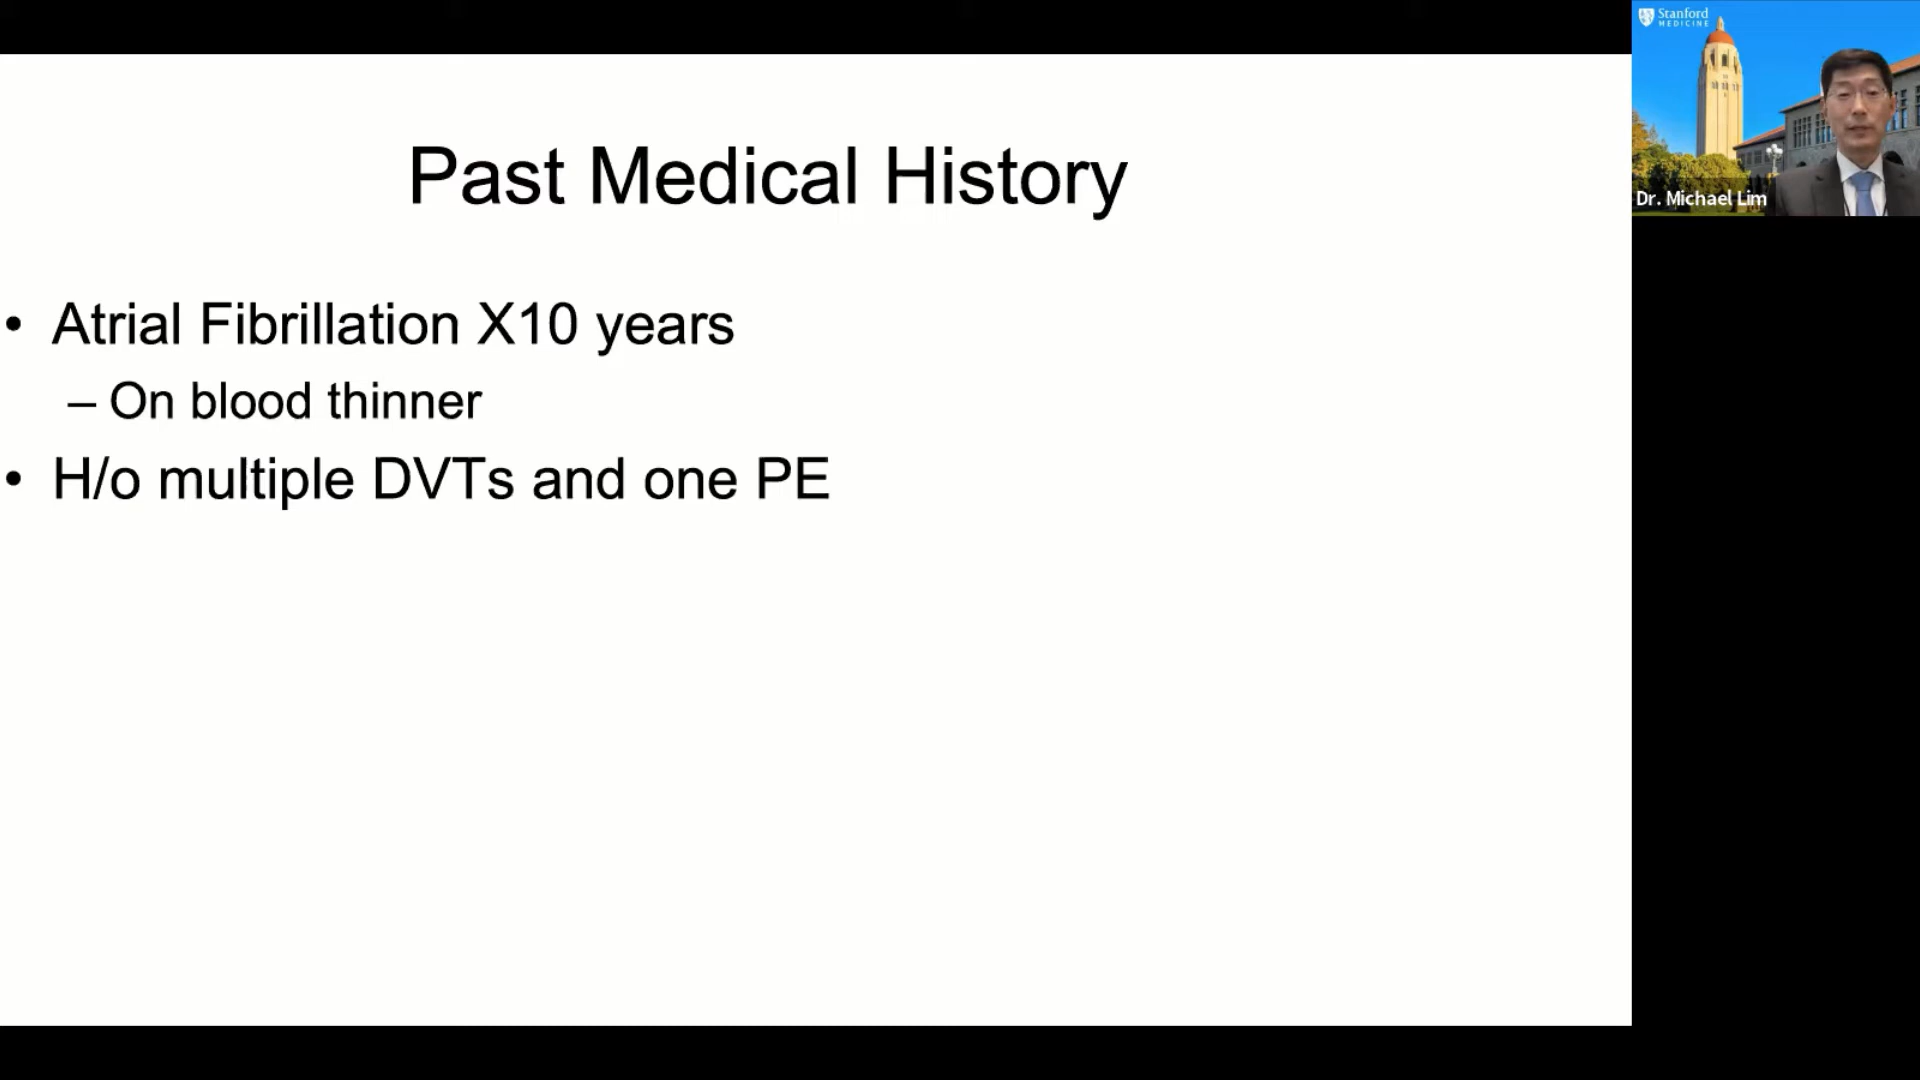 Past Medical History
• Atrial Fibrillation X10 years
– On blood thinner
• H/o multiple DVTs and one PE
Stanford
MEDICINE
Dr. Michael Lim